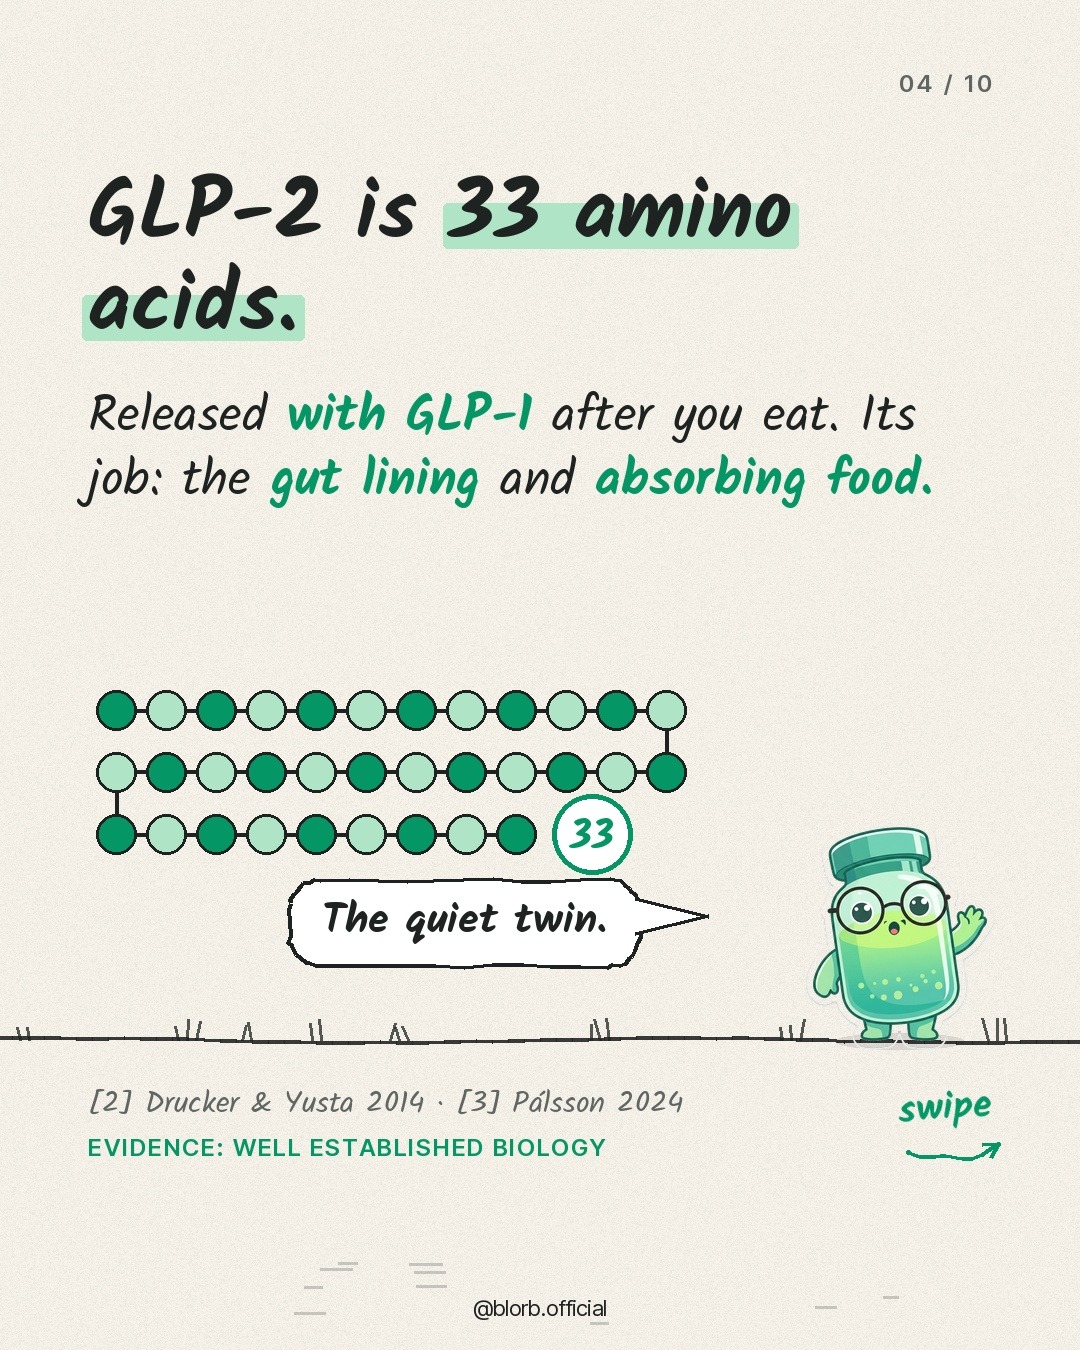 04 / 10
GLP-2 is 33 amino
acids.
Released with GLP-1 after you eat. Its
job: the gut lining and absorbing food.
33
The quiet twin.
[2] Drucker & Yusta 2014 · [3] Pálsson 2024
swipe
EVIDENCE: WELL ESTABLISHED BIOLOGY
@blorb.official